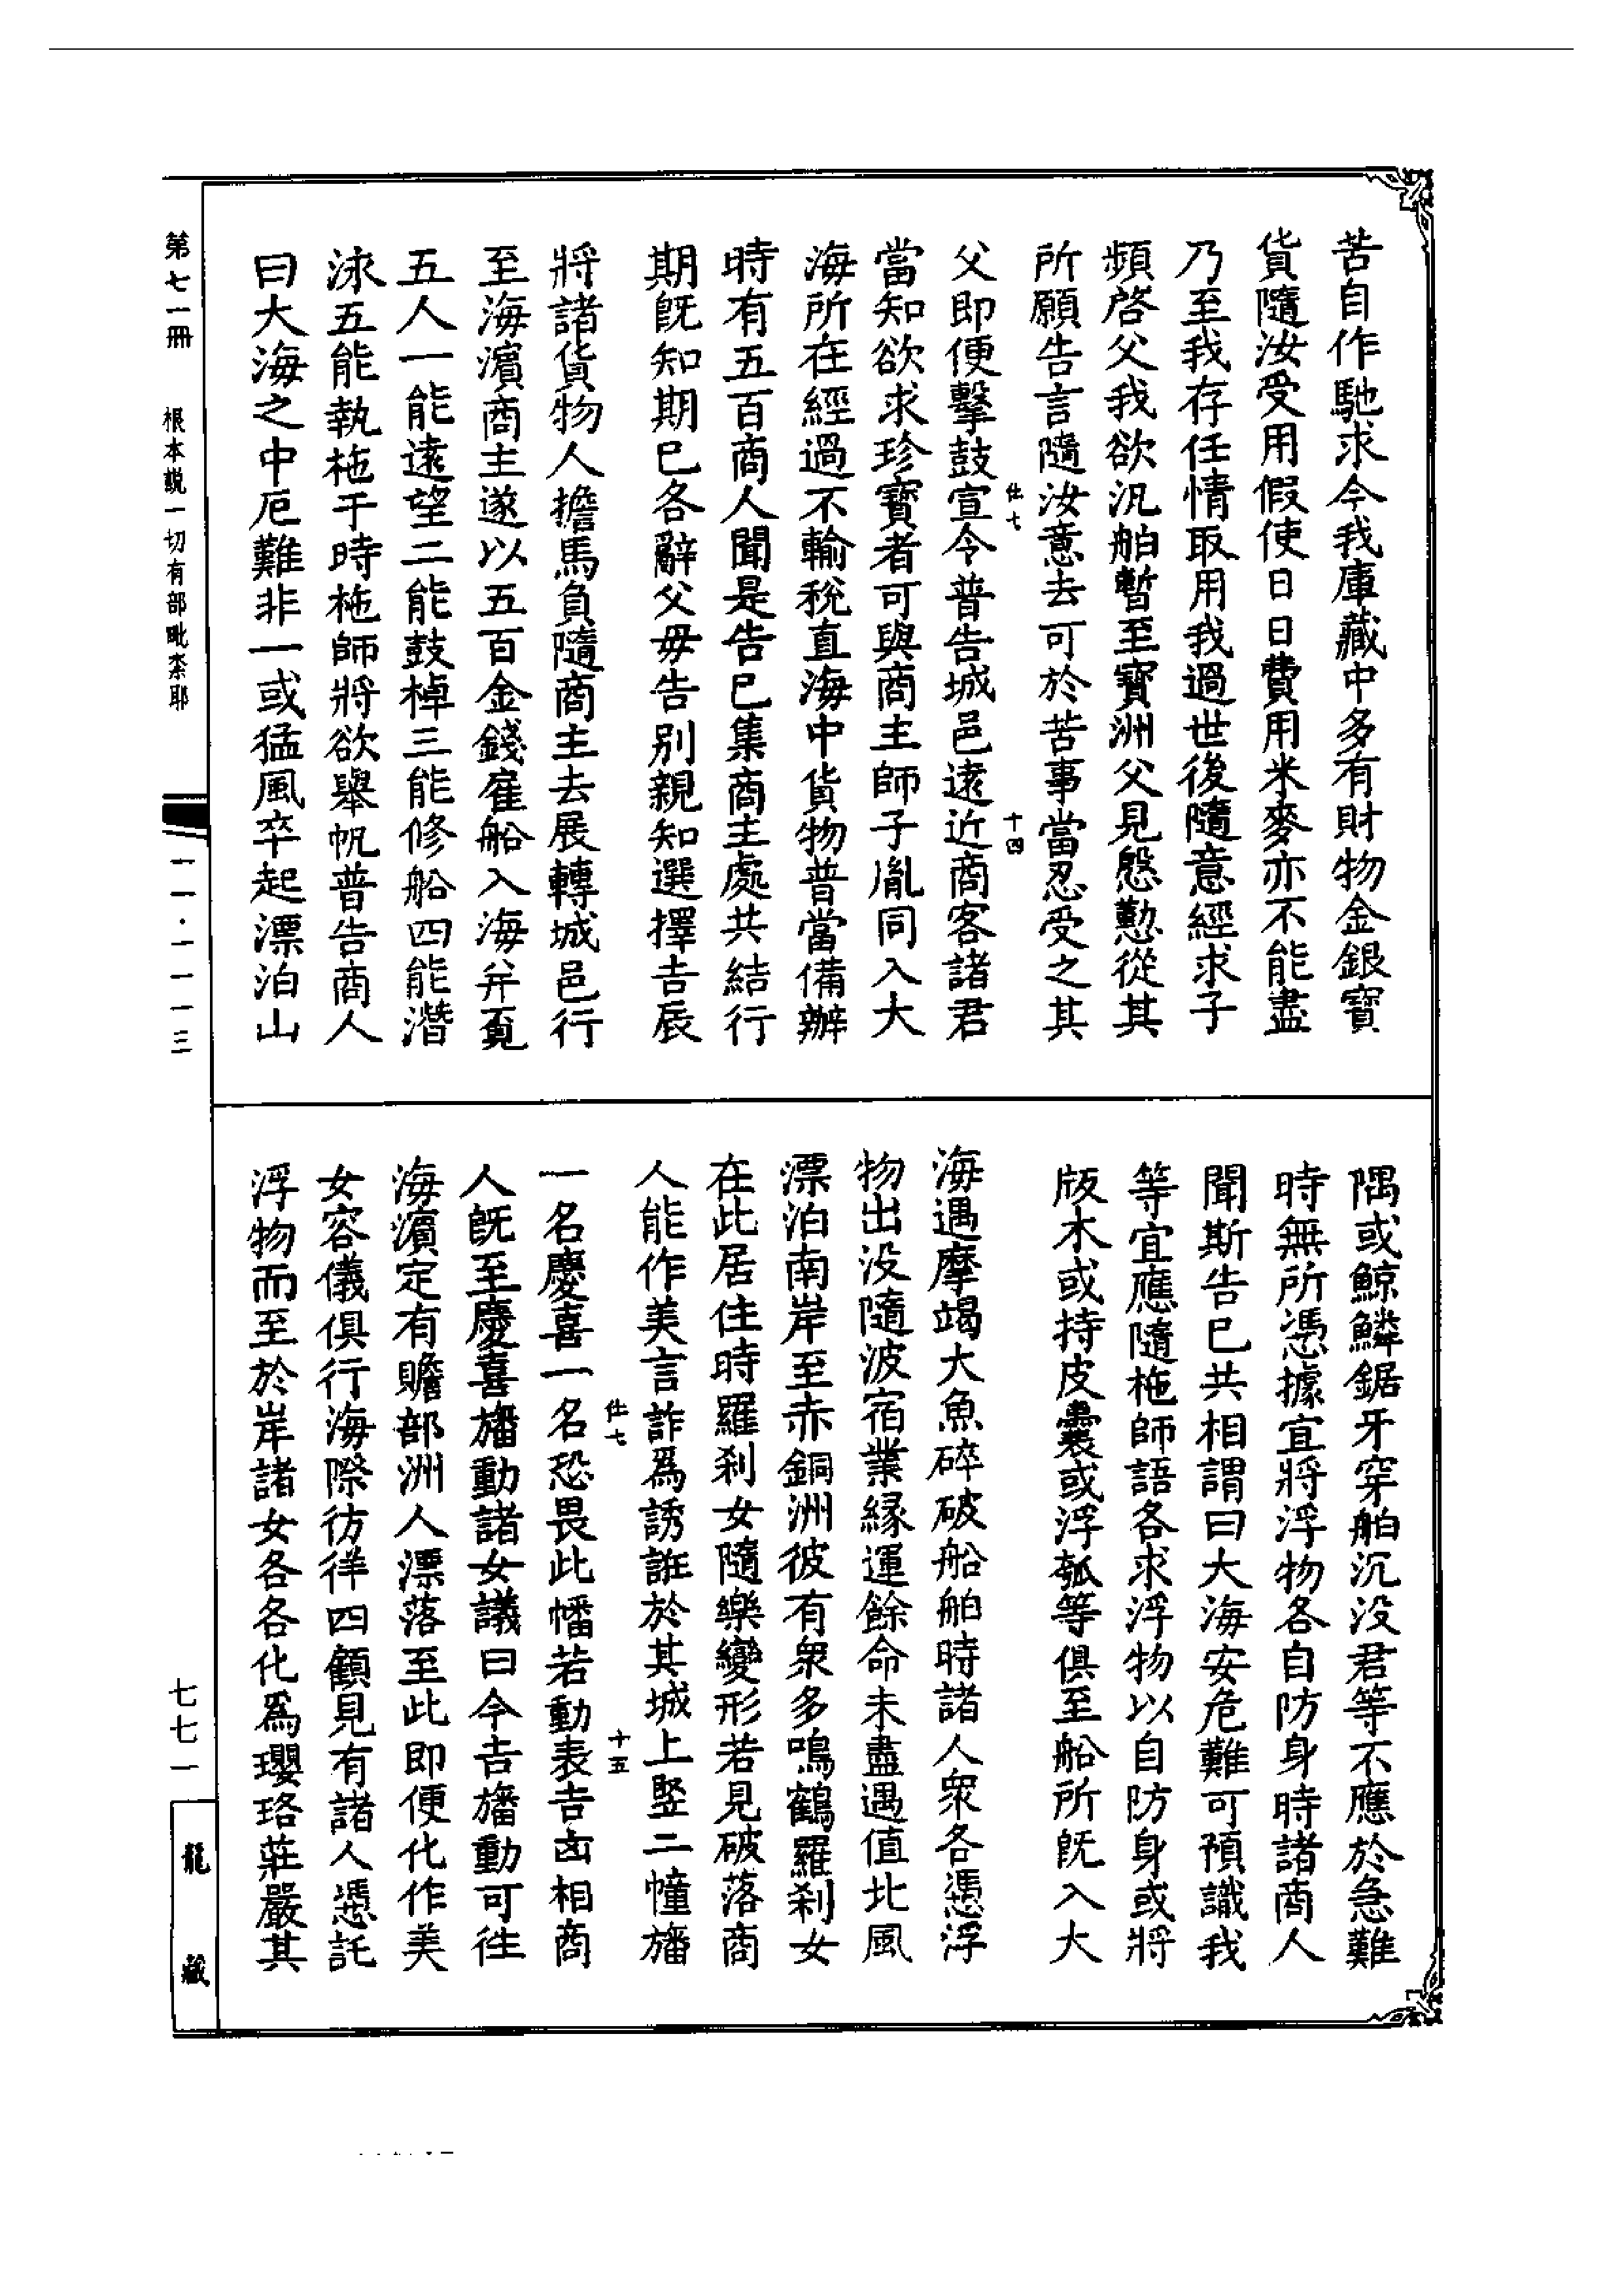 苦自作馳求今我庫藏中多有財物金銀寶
貨隨汝受用假使日日費用米麥亦不能盡
乃至我存任情取用我過世後隨意經求子
頻啓父我欲汎舶暫至寶洲父見慇懃從其
所願告言隨汝意去可於苦事當忍受之其
仕七
十四
父即便擊鼓宣令普告城邑遠近商客諸君
當知欲求珍寶者可與商主師子胤同入大
海所在經過不輸稅直海中貨物普當備辦
時有五百商人聞是告已集商主處共結行
期旣知期已各辭父母告別親知選擇吉辰
將諸貨物人擔馬負隨商主去展轉城邑行
至海濵商主遂以五百金錢雇船入海并覔
五人一能遠望二能鼓棹三能修船四能潛
泳五能執柂于時柂師將欲舉帆普告商人
曰大海之中厄難非一或猛風卒起漂泊山
隅或鯨鱗鋸牙穿舶沉没君等不應於急難
時無所憑據宜將浮物各自防身時諸商人
聞斯告已共相謂曰大海安危難可預識我
等宜應隨柂師語各求浮物以自防身或將
版木或持皮囊或浮瓠等俱至船所旣入大
海遇摩竭大魚碎破船舶時諸人衆各憑浮
物出没隨波宿業縁運餘命未盡遇值北風
漂泊南岸至赤銅洲彼有衆多鳴鶴羅刹女
在此居住時羅刹女隨樂變形若見破落商
人能作美言詐爲誘誑於其城上竪二幢旛
仕七
十五
一名慶喜一名恐畏此幡若動表吉凶相商
人旣至慶喜旛動諸女議曰今吉旛動可往
海濵定有贍部洲人漂落至此即便化作美
女容儀俱行海際彷徉四顧見有諸人憑託
浮物而至於岸諸女各各化爲瓔珞莊嚴其
第七一冊　根本說一切有部毗柰耶
一一·一一一三
七七一
龍藏